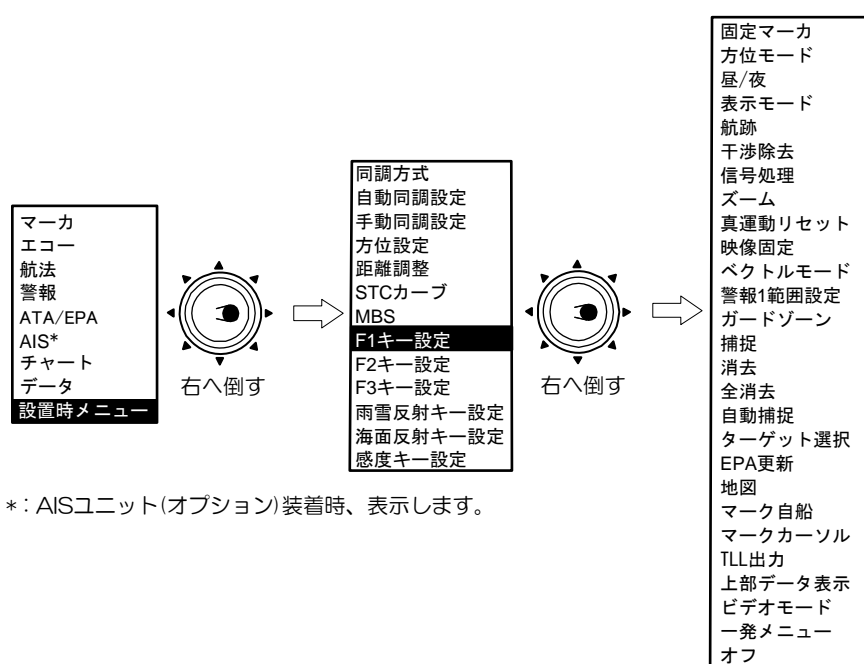 マーカ
エコー
航法
警報
ATA/EPA
AIS*
チャート
データ
設置時メニュー
右へ倒す
同調方式
自動同調設定
手動同調設定
方位設定
距離調整
STCカーブ
MBS
F1キー設定
F2キー設定
F3キー設定
雨雪反射キー設定
海面反射キー設定
感度キー設定
右へ倒す
固定マーカ
方位モード
昼/夜
表示モード
航跡
干渉除去
信号処理
ズーム
真運動リセット
映像固定
ベクトルモード
警報1範囲設定
ガードゾーン
捕捉
消去
全消去
自動捕捉
ターゲット選択
EPA更新
地図
マーク自船
マークカーソル
TLL出力
上部データ表示
ビデオモード
一発メニュー
オフ
*：AISユニット(オプション)装着時、表示します。